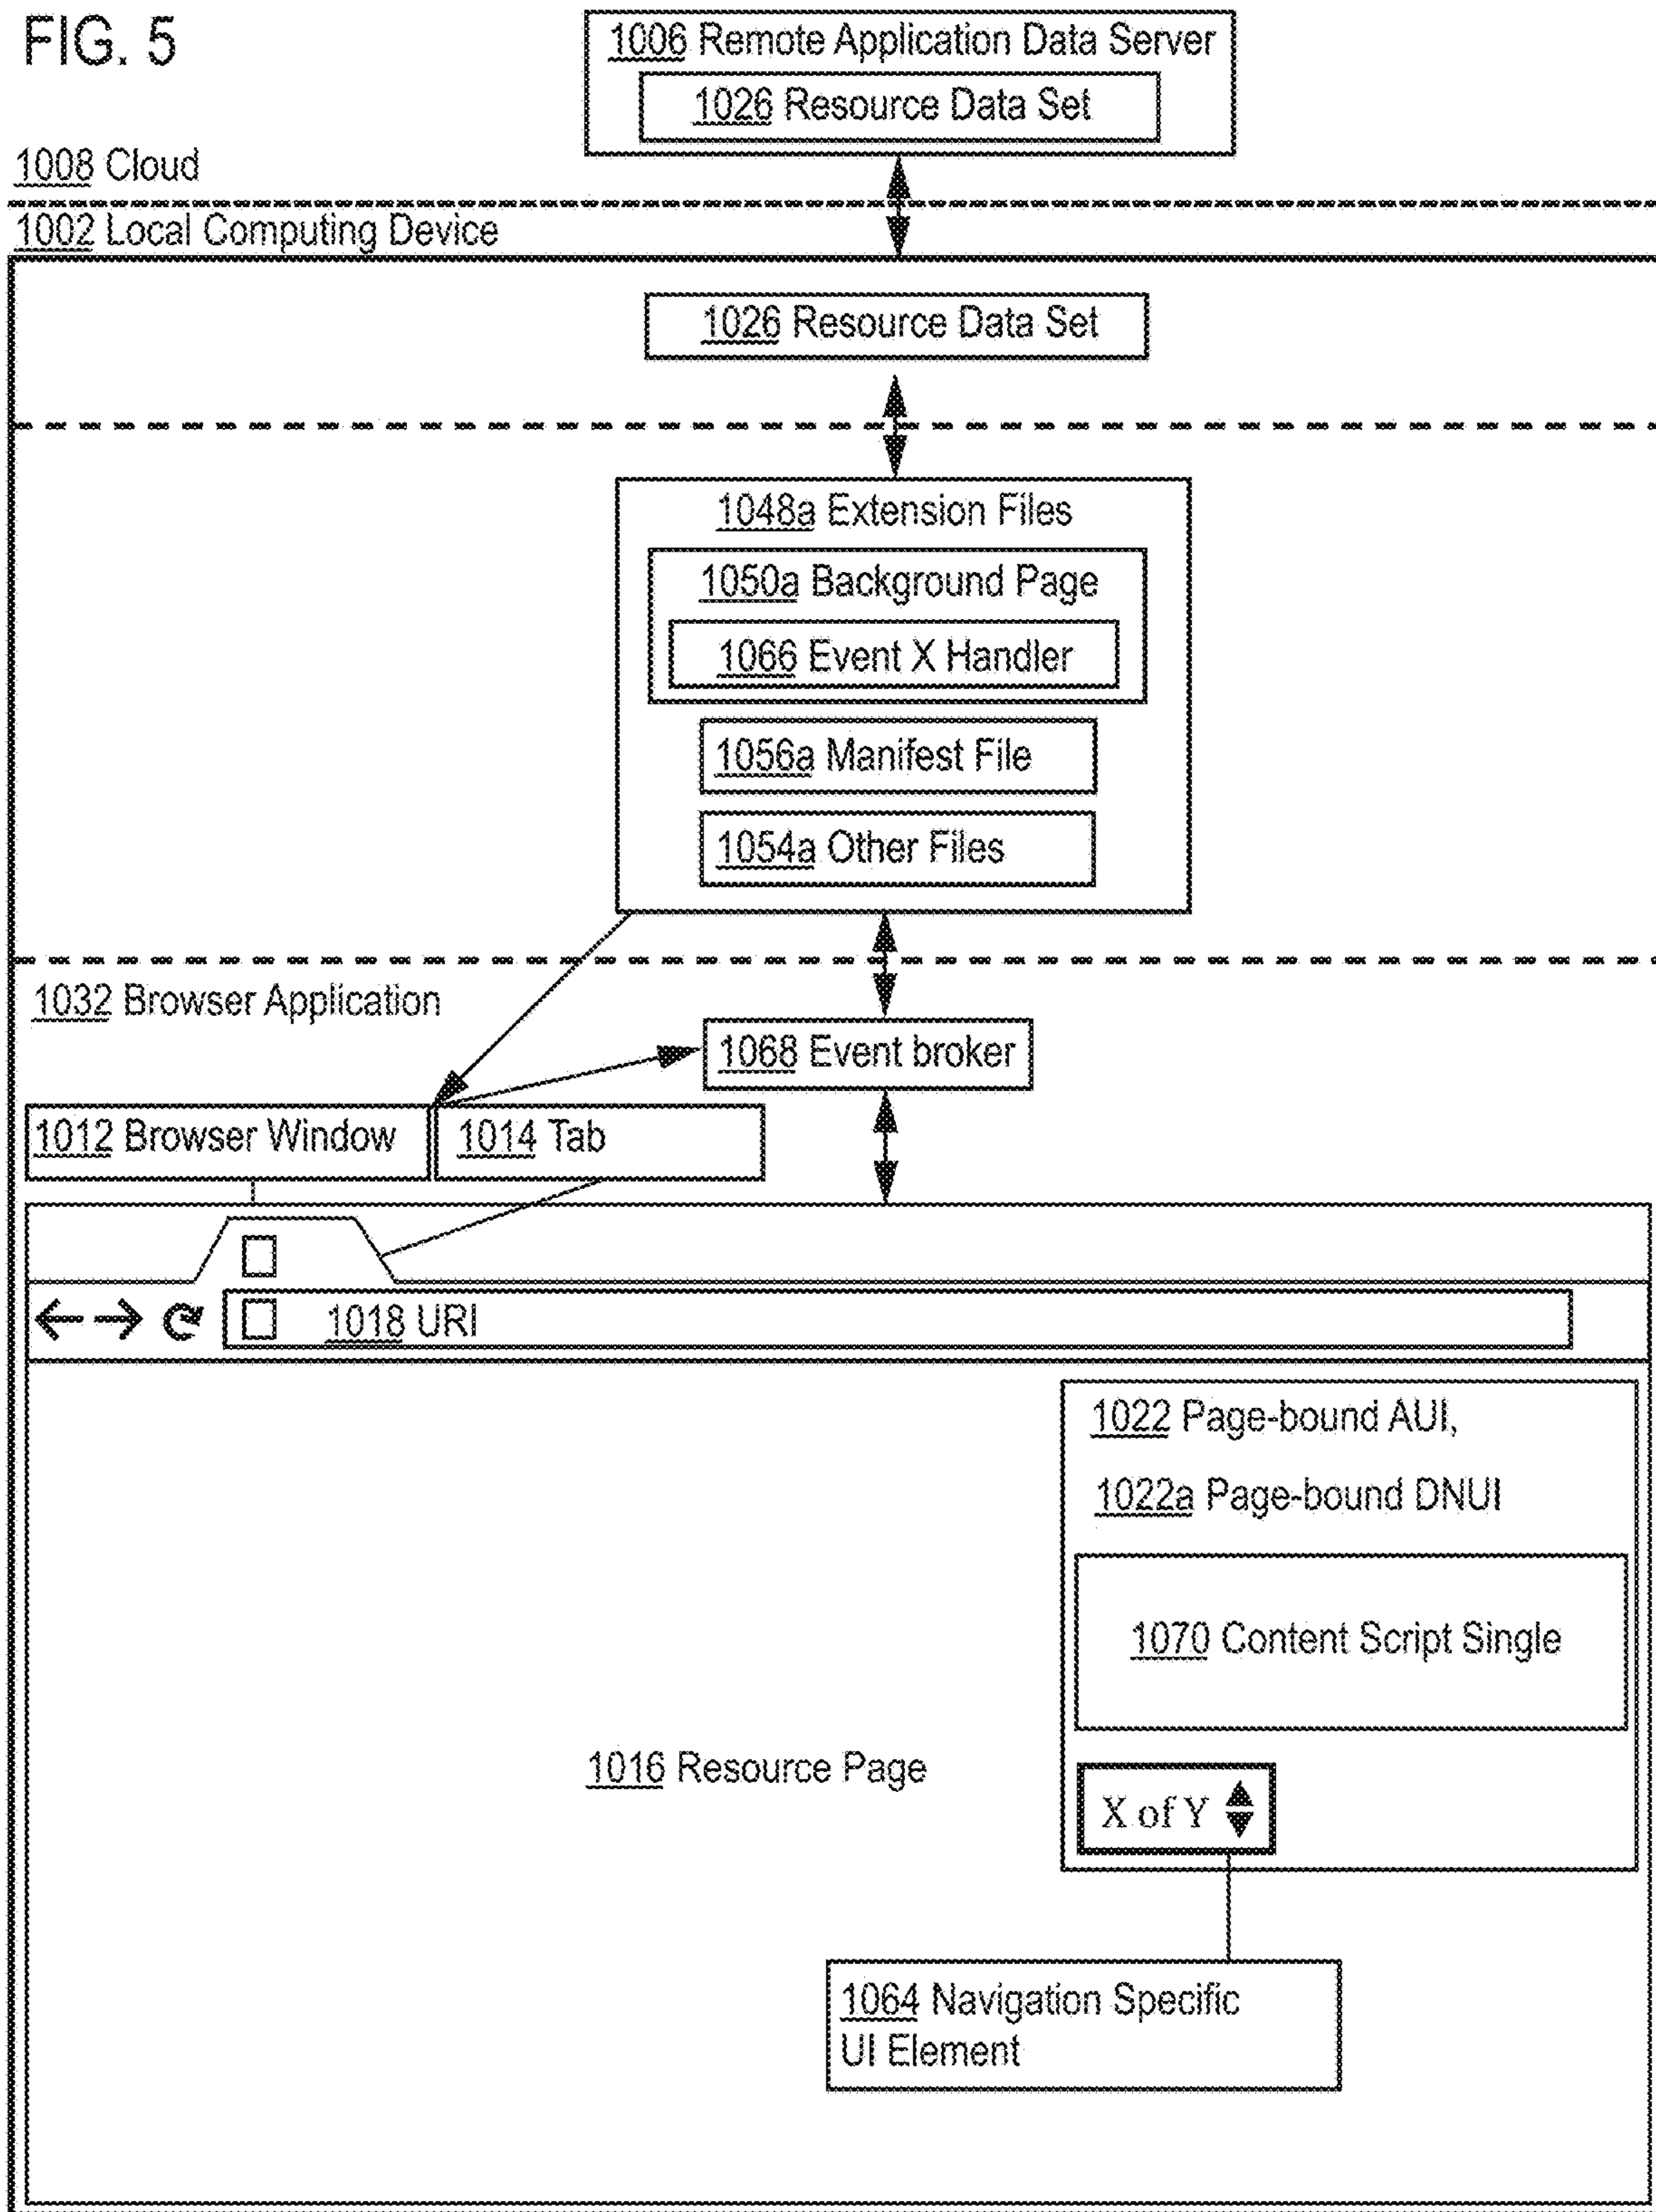 FIG. 5
1006 Remote Application Data Server
1026 Resource Data Set
1008 Cloud
1002 Local Computing Device
1026 Resource Data Set
1048a Extension Files
1050a Background Page
1066 Event X Handler
1056a Manifest File
1054a Other Files
1032 Browser Application
1068 Event broker
1012 Browser Window
1014 Tab
1018 URI
1022 Page-bound AUI,
1022a Page-bound DNUI
1070 Content Script Single
1016 Resource Page
X of Y
1064 Navigation Specific
UI Element